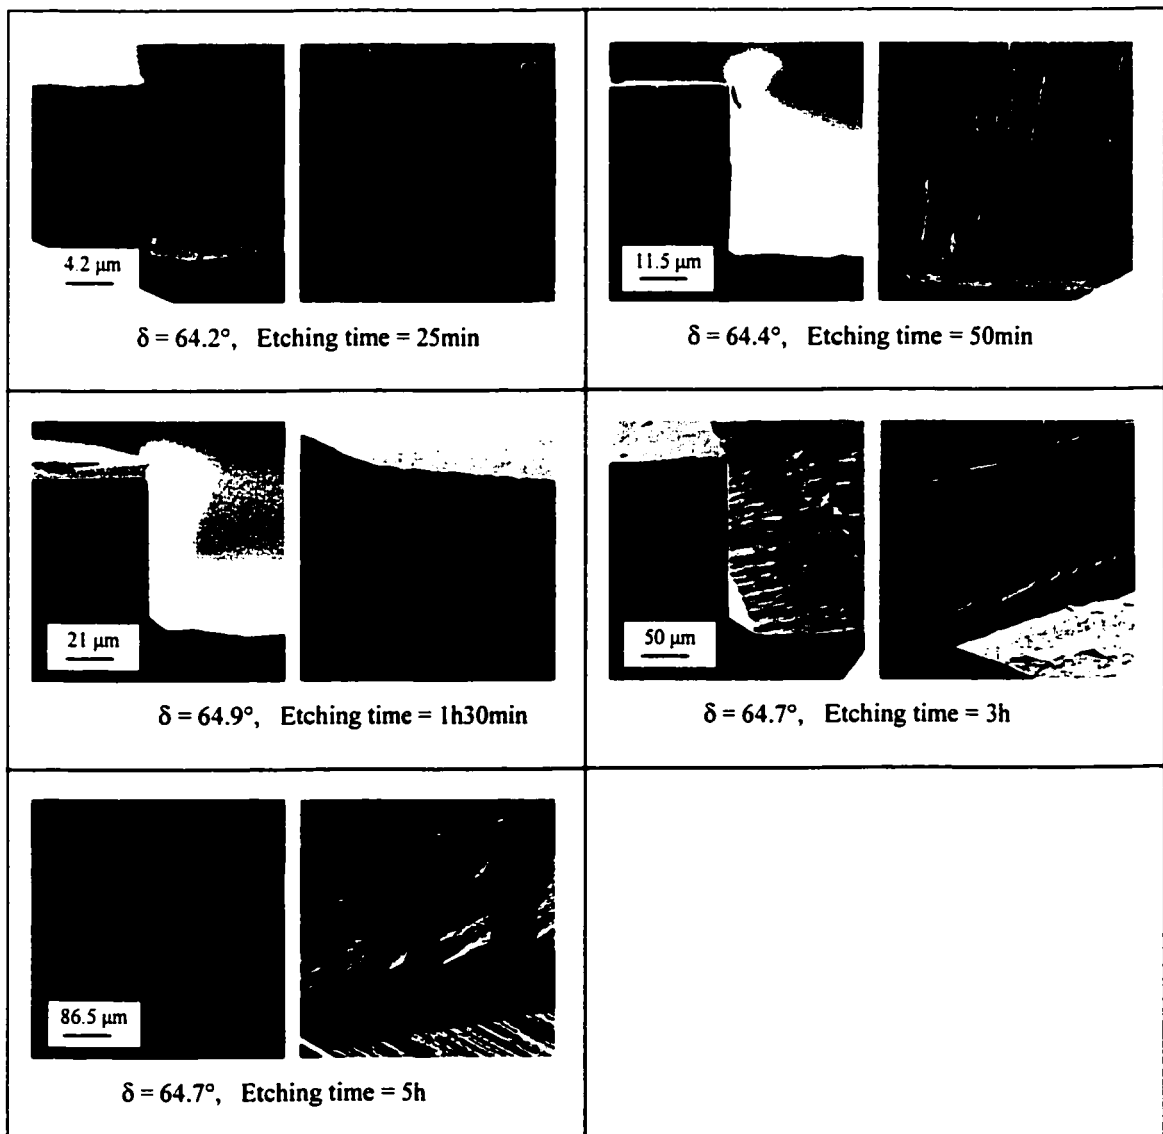 4.2 µm
δ = 64.2°, Etching time = 25min
11.5 µm
δ = 64.4°, Etching time = 50min
21 µm
δ = 64.9°, Etching time = 1h30min
50 µm
δ = 64.7°, Etching time = 3h
86.5 µm
δ = 64.7°, Etching time = 5h